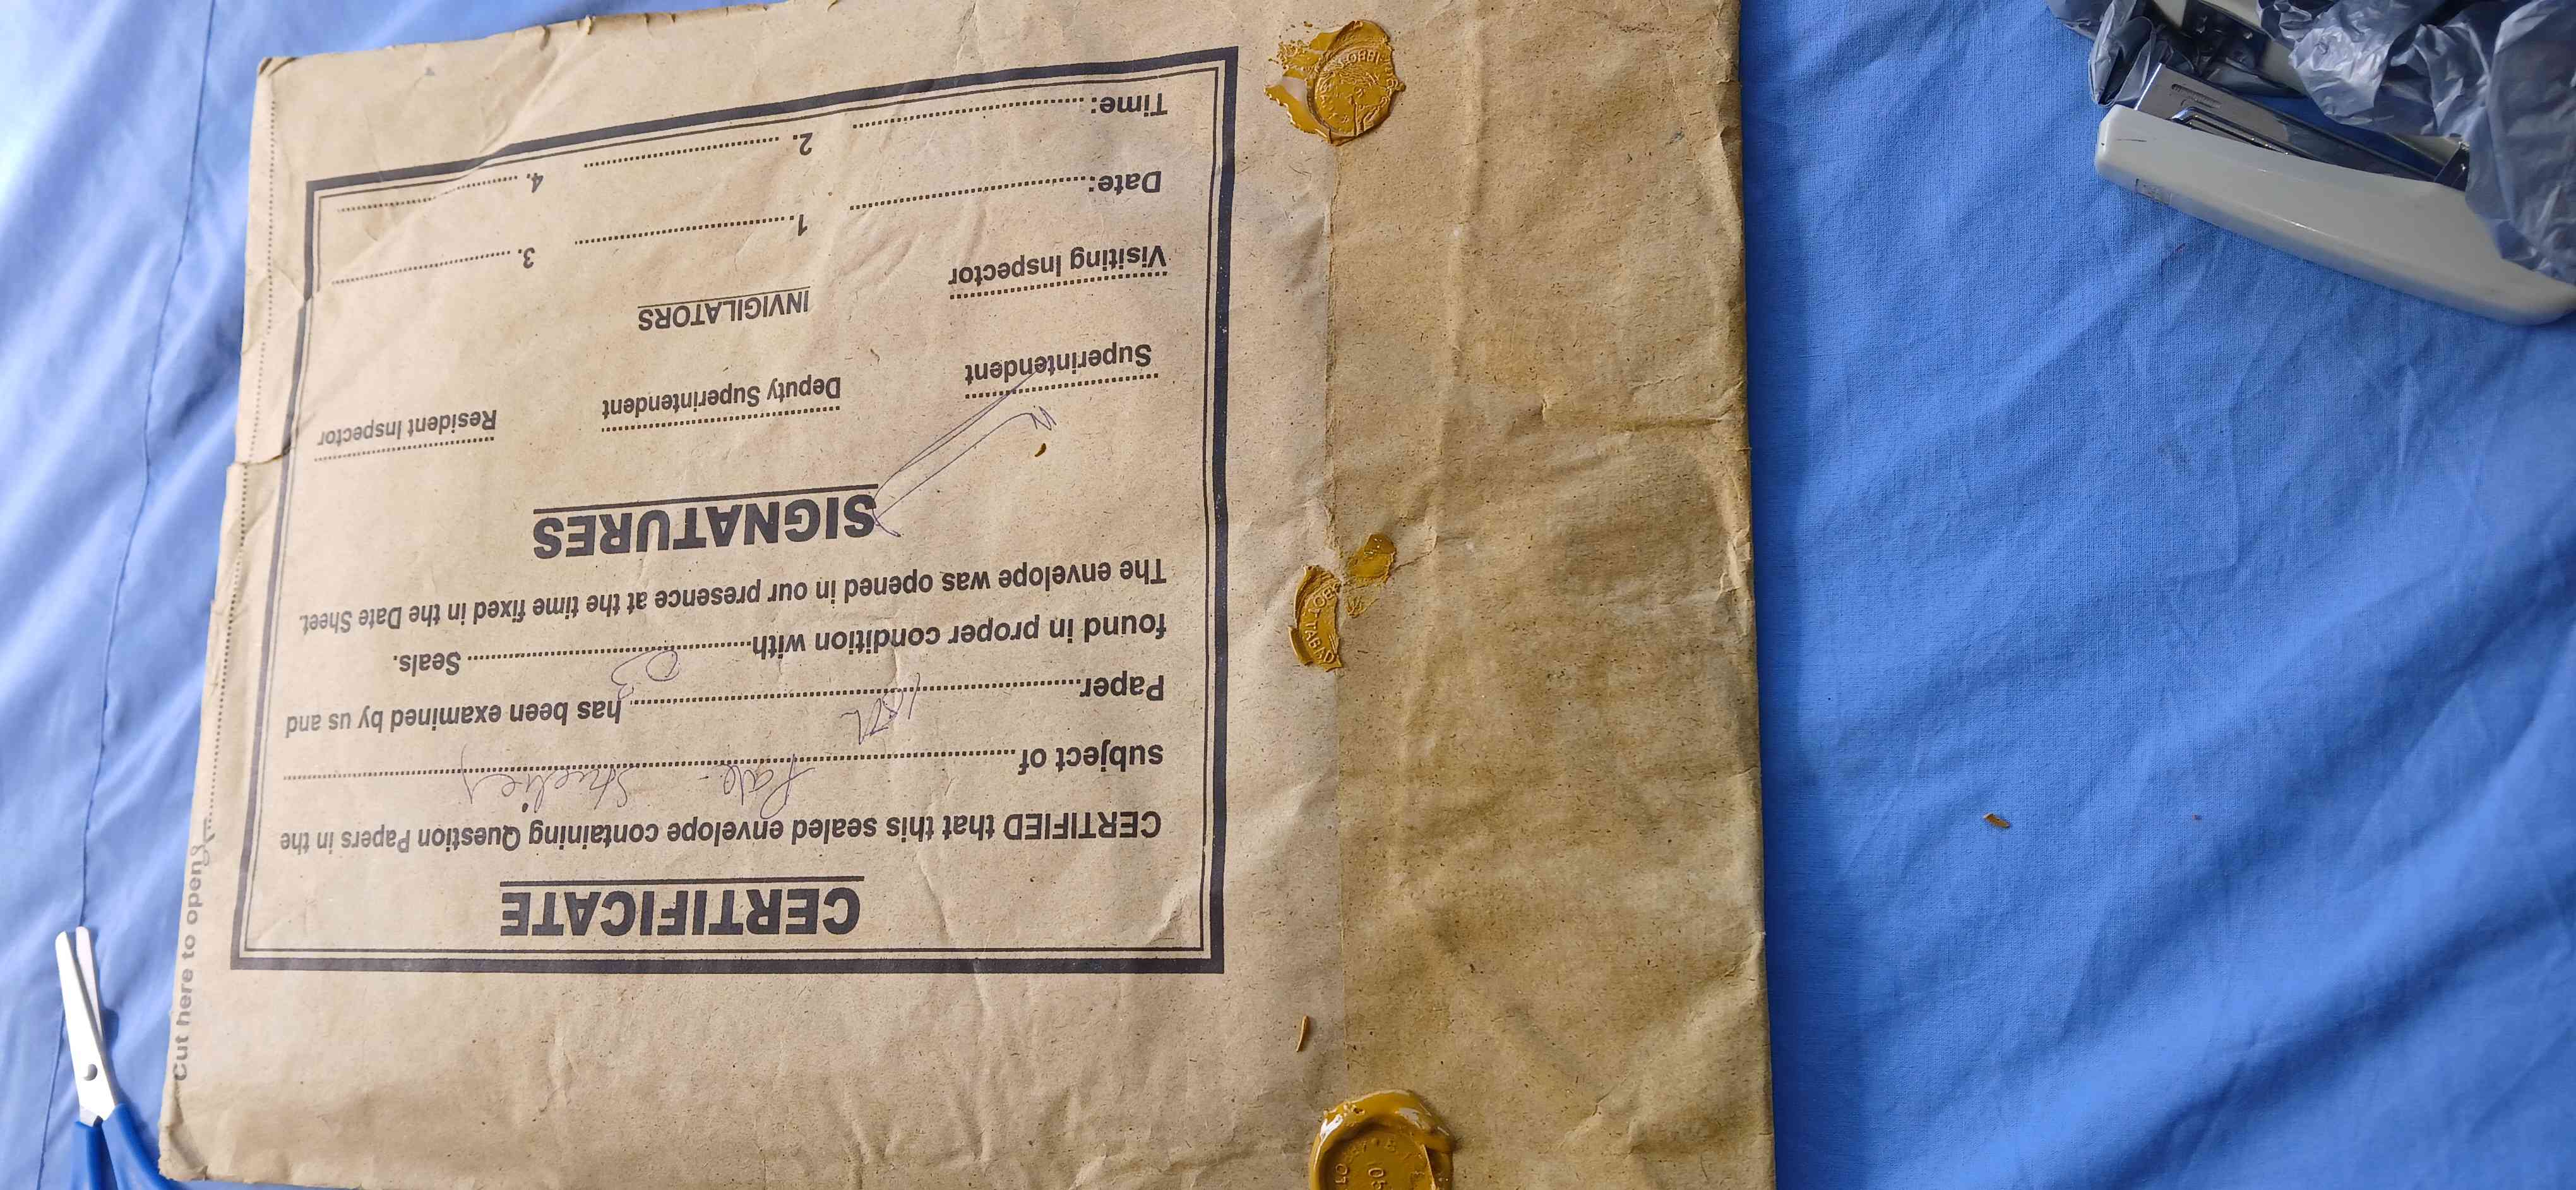 CERTIFICATE
CERTIFIED that this sealed envelope containing Question Papers in the
subject of Pak- Studies
Paper has been examined by us and
found in proper condition with 03 Seals.
The envelope was opened in our presence at the time fixed in the Date Sheet.
SIGNATURES
Superintendent Deputy Superintendent Resident Inspector
Visiting Inspector INVIGILATORS
Date: 1. 3.
Time: 2. 4.
Cut here to open